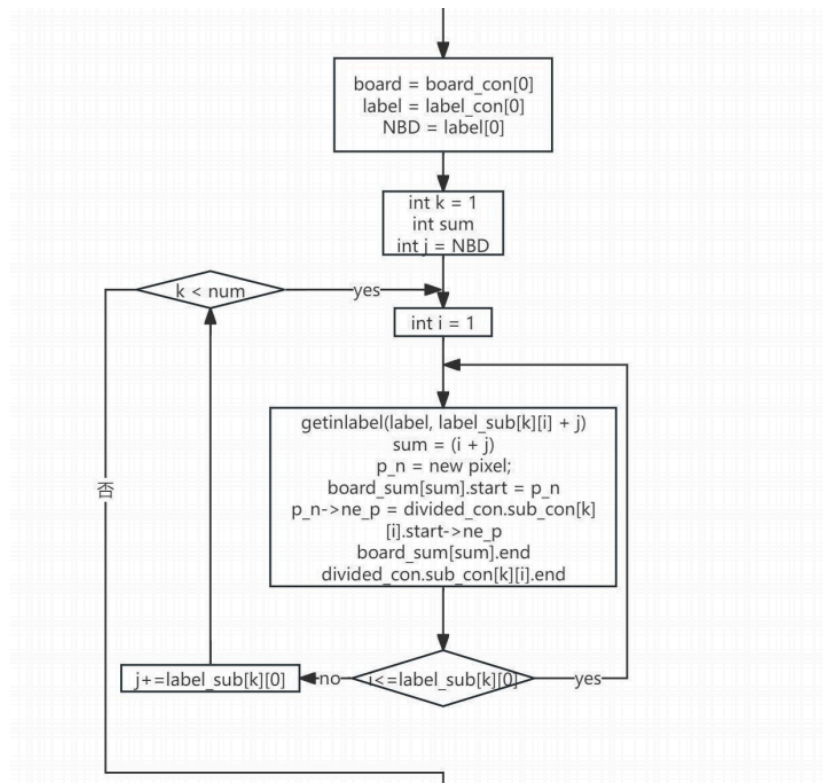 board = board_con[0]
label = label_con[0]
NBD = label[0]
int k = 1
int sum
int j = NBD
k < num
yes
int i = 1
getinlabel(label, label_sub[k][i] + j)
sum = (i + j)
p_n = new pixel;
board_sum[sum].start = p_n
p_n->ne_p = divided_con.sub_con[k]
[i].start->ne_p
board_sum[sum].end
divided_con.sub_con[k][i].end
否
j+=label_sub[k][0]
no
i<=label_sub[k][0]
yes